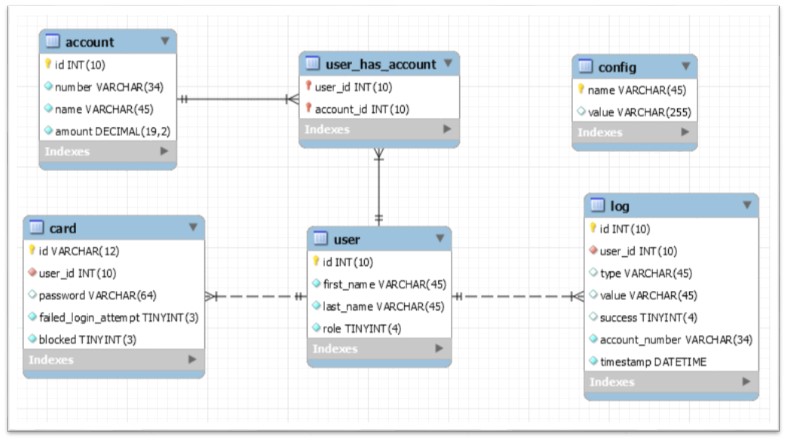 account
id INT(10)
number VARCHAR(34)
name VARCHAR(45)
amount DECIMAL(19,2)
Indexes
user_has_account
user_id INT(10)
account_id INT(10)
Indexes
config
name VARCHAR(45)
value VARCHAR(255)
Indexes
card
id VARCHAR(12)
user_id INT(10)
password VARCHAR(64)
failed_login_attempt TINYINT(3)
blocked TINYINT(3)
Indexes
user
id INT(10)
first_name VARCHAR(45)
last_name VARCHAR(45)
role TINYINT(4)
Indexes
log
id INT(10)
user_id INT(10)
type VARCHAR(45)
value VARCHAR(45)
success TINYINT(4)
account_number VARCHAR(34)
timestamp DATETIME
Indexes